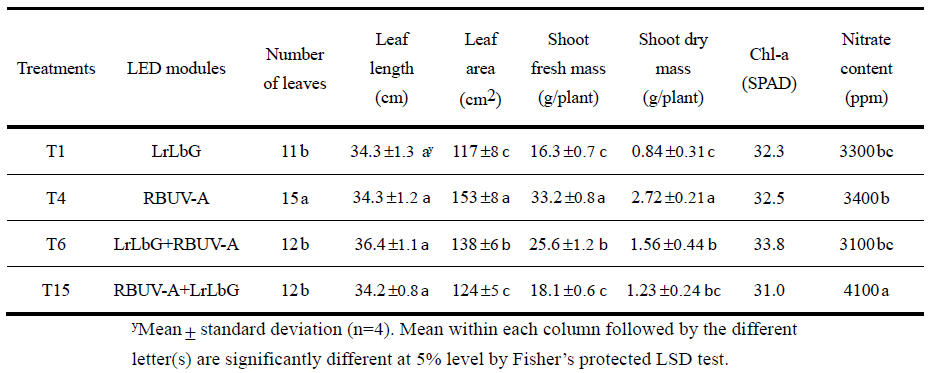 Treatments LED modules Number of leaves Leaf length (cm) Leaf area (cm2) Shoot fresh mass (g/plant) Shoot dry mass (g/plant) Chl-a (SPAD) Nitrate content (ppm)
T1 LrLbG 11 b 34.3 ±1.3 aʸ 117 ±8 c 16.3 ±0.7 c 0.84 ±0.31 c 32.3 3300 bc
T4 RBUV-A 15 a 34.3 ±1.2 a 153 ±8 a 33.2 ±0.8 a 2.72 ±0.21 a 32.5 3400 b
T6 LrLbG+RBUV-A 12 b 36.4 ±1.1 a 138 ±6 b 25.6 ±1.2 b 1.56 ±0.44 b 33.8 3100 bc
T15 RBUV-A+LrLbG 12 b 34.2 ±0.8 a 124 ±5 c 18.1 ±0.6 c 1.23 ±0.24 bc 31.0 4100 a
ʸMean ± standard deviation (n=4). Mean within each column followed by the different
letter(s) are significantly different at 5% level by Fisher’s protected LSD test.